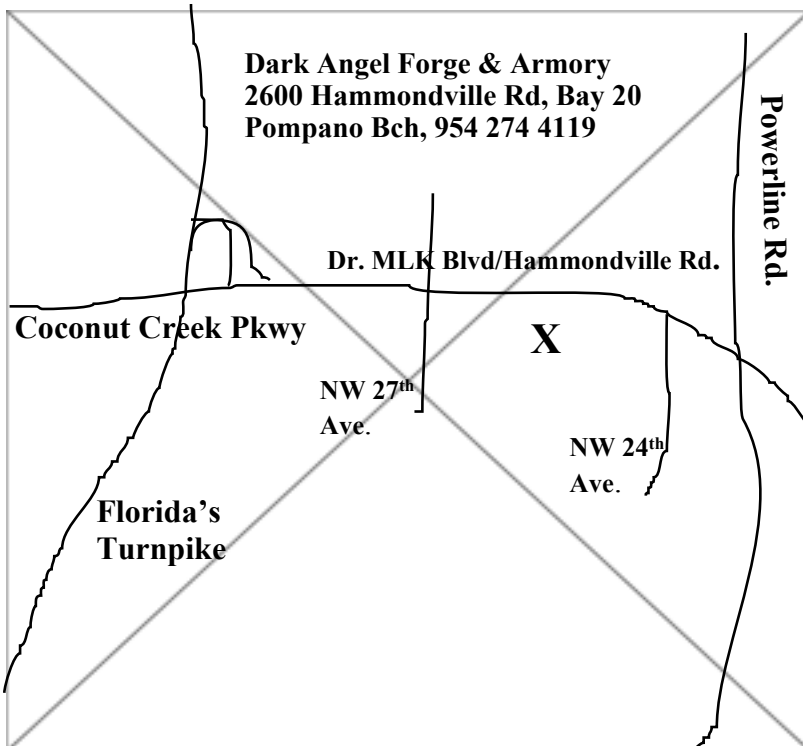 Dark Angel Forge & Armory
2600 Hammondville Rd, Bay 20
Pompano Bch, 954 274 4119
Powerline Rd.
Dr. MLK Blvd/Hammondville Rd.
Coconut Creek Pkwy
X
NW 27th
Ave.
NW 24th
Ave.
Florida’s
Turnpike